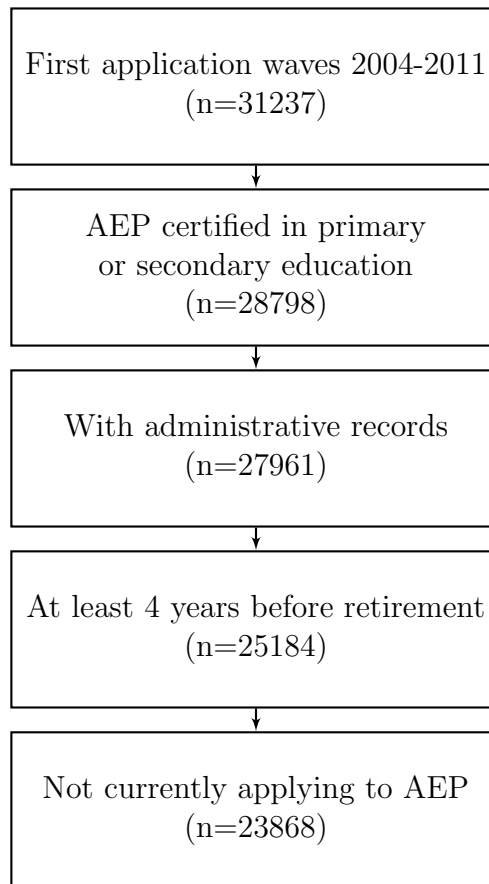 First application waves 2004-2011
(n=31237)
AEP certified in primary
or secondary education
(n=28798)
With administrative records
(n=27961)
At least 4 years before retirement
(n=25184)
Not currently applying to AEP
(n=23868)